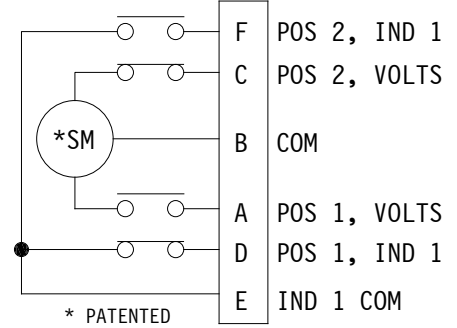 F POS 2, IND 1
C POS 2, VOLTS
*SM B COM
A POS 1, VOLTS
D POS 1, IND 1
E IND 1 COM
* PATENTED